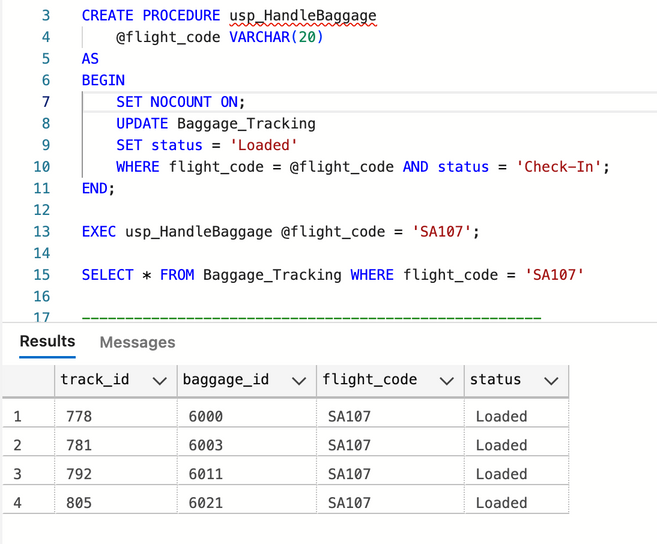 3 CREATE PROCEDURE usp_HandleBaggage
4 @flight_code VARCHAR(20)
5 AS
6 BEGIN
7 SET NOCOUNT ON;
8 UPDATE Baggage_Tracking
9 SET status = 'Loaded'
10 WHERE flight_code = @flight_code AND status = 'Check-In';
11 END;
12
13 EXEC usp_HandleBaggage @flight_code = 'SA107';
14
15 SELECT * FROM Baggage_Tracking WHERE flight_code = 'SA107'
16
17 -----------------------------------------------------
Results Messages
track_id baggage_id flight_code status
1 778 6000 SA107 Loaded
2 781 6003 SA107 Loaded
3 792 6011 SA107 Loaded
4 805 6021 SA107 Loaded